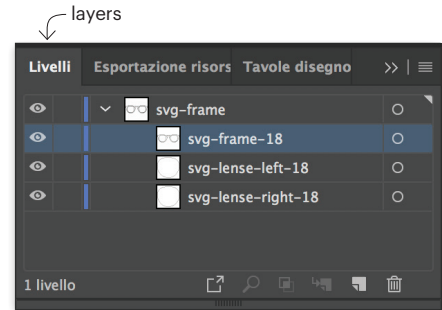 layers
Livelli Esportazione risors Tavole disegno
svg-frame
svg-frame-18
svg-lense-left-18
svg-lense-right-18
1 livello